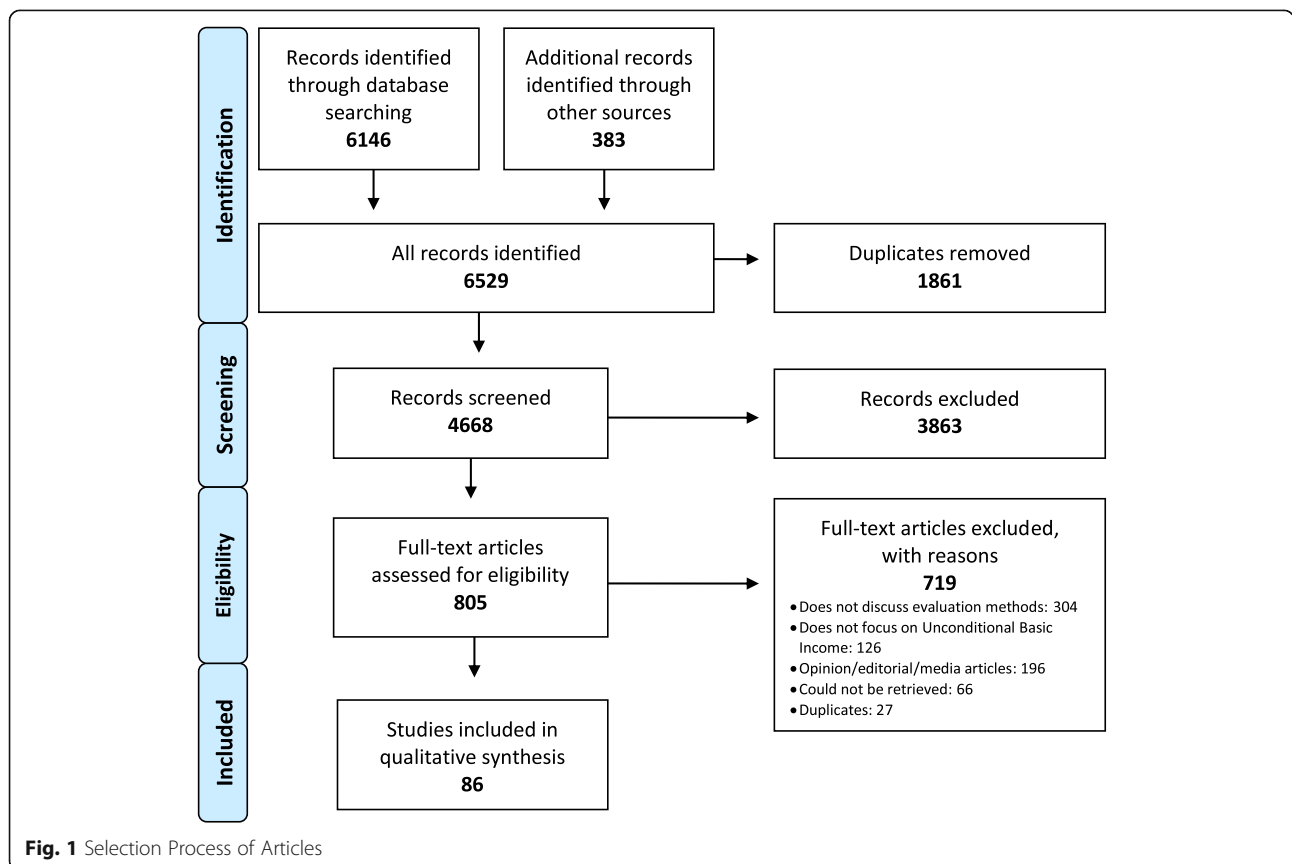 Identification
Records identified
through database
searching
6146
Additional records
identified through
other sources
383
All records identified
6529
Duplicates removed
1861
Screening
Records screened
4668
Records excluded
3863
Eligibility
Full-text articles
assessed for eligibility
805
Full-text articles excluded,
with reasons
719
•Does not discuss evaluation methods: 304
•Does not focus on Unconditional Basic
Income: 126
•Opinion/editorial/media articles: 196
•Could not be retrieved: 66
•Duplicates: 27
Included
Studies included in
qualitative synthesis
86
Fig. 1 Selection Process of Articles